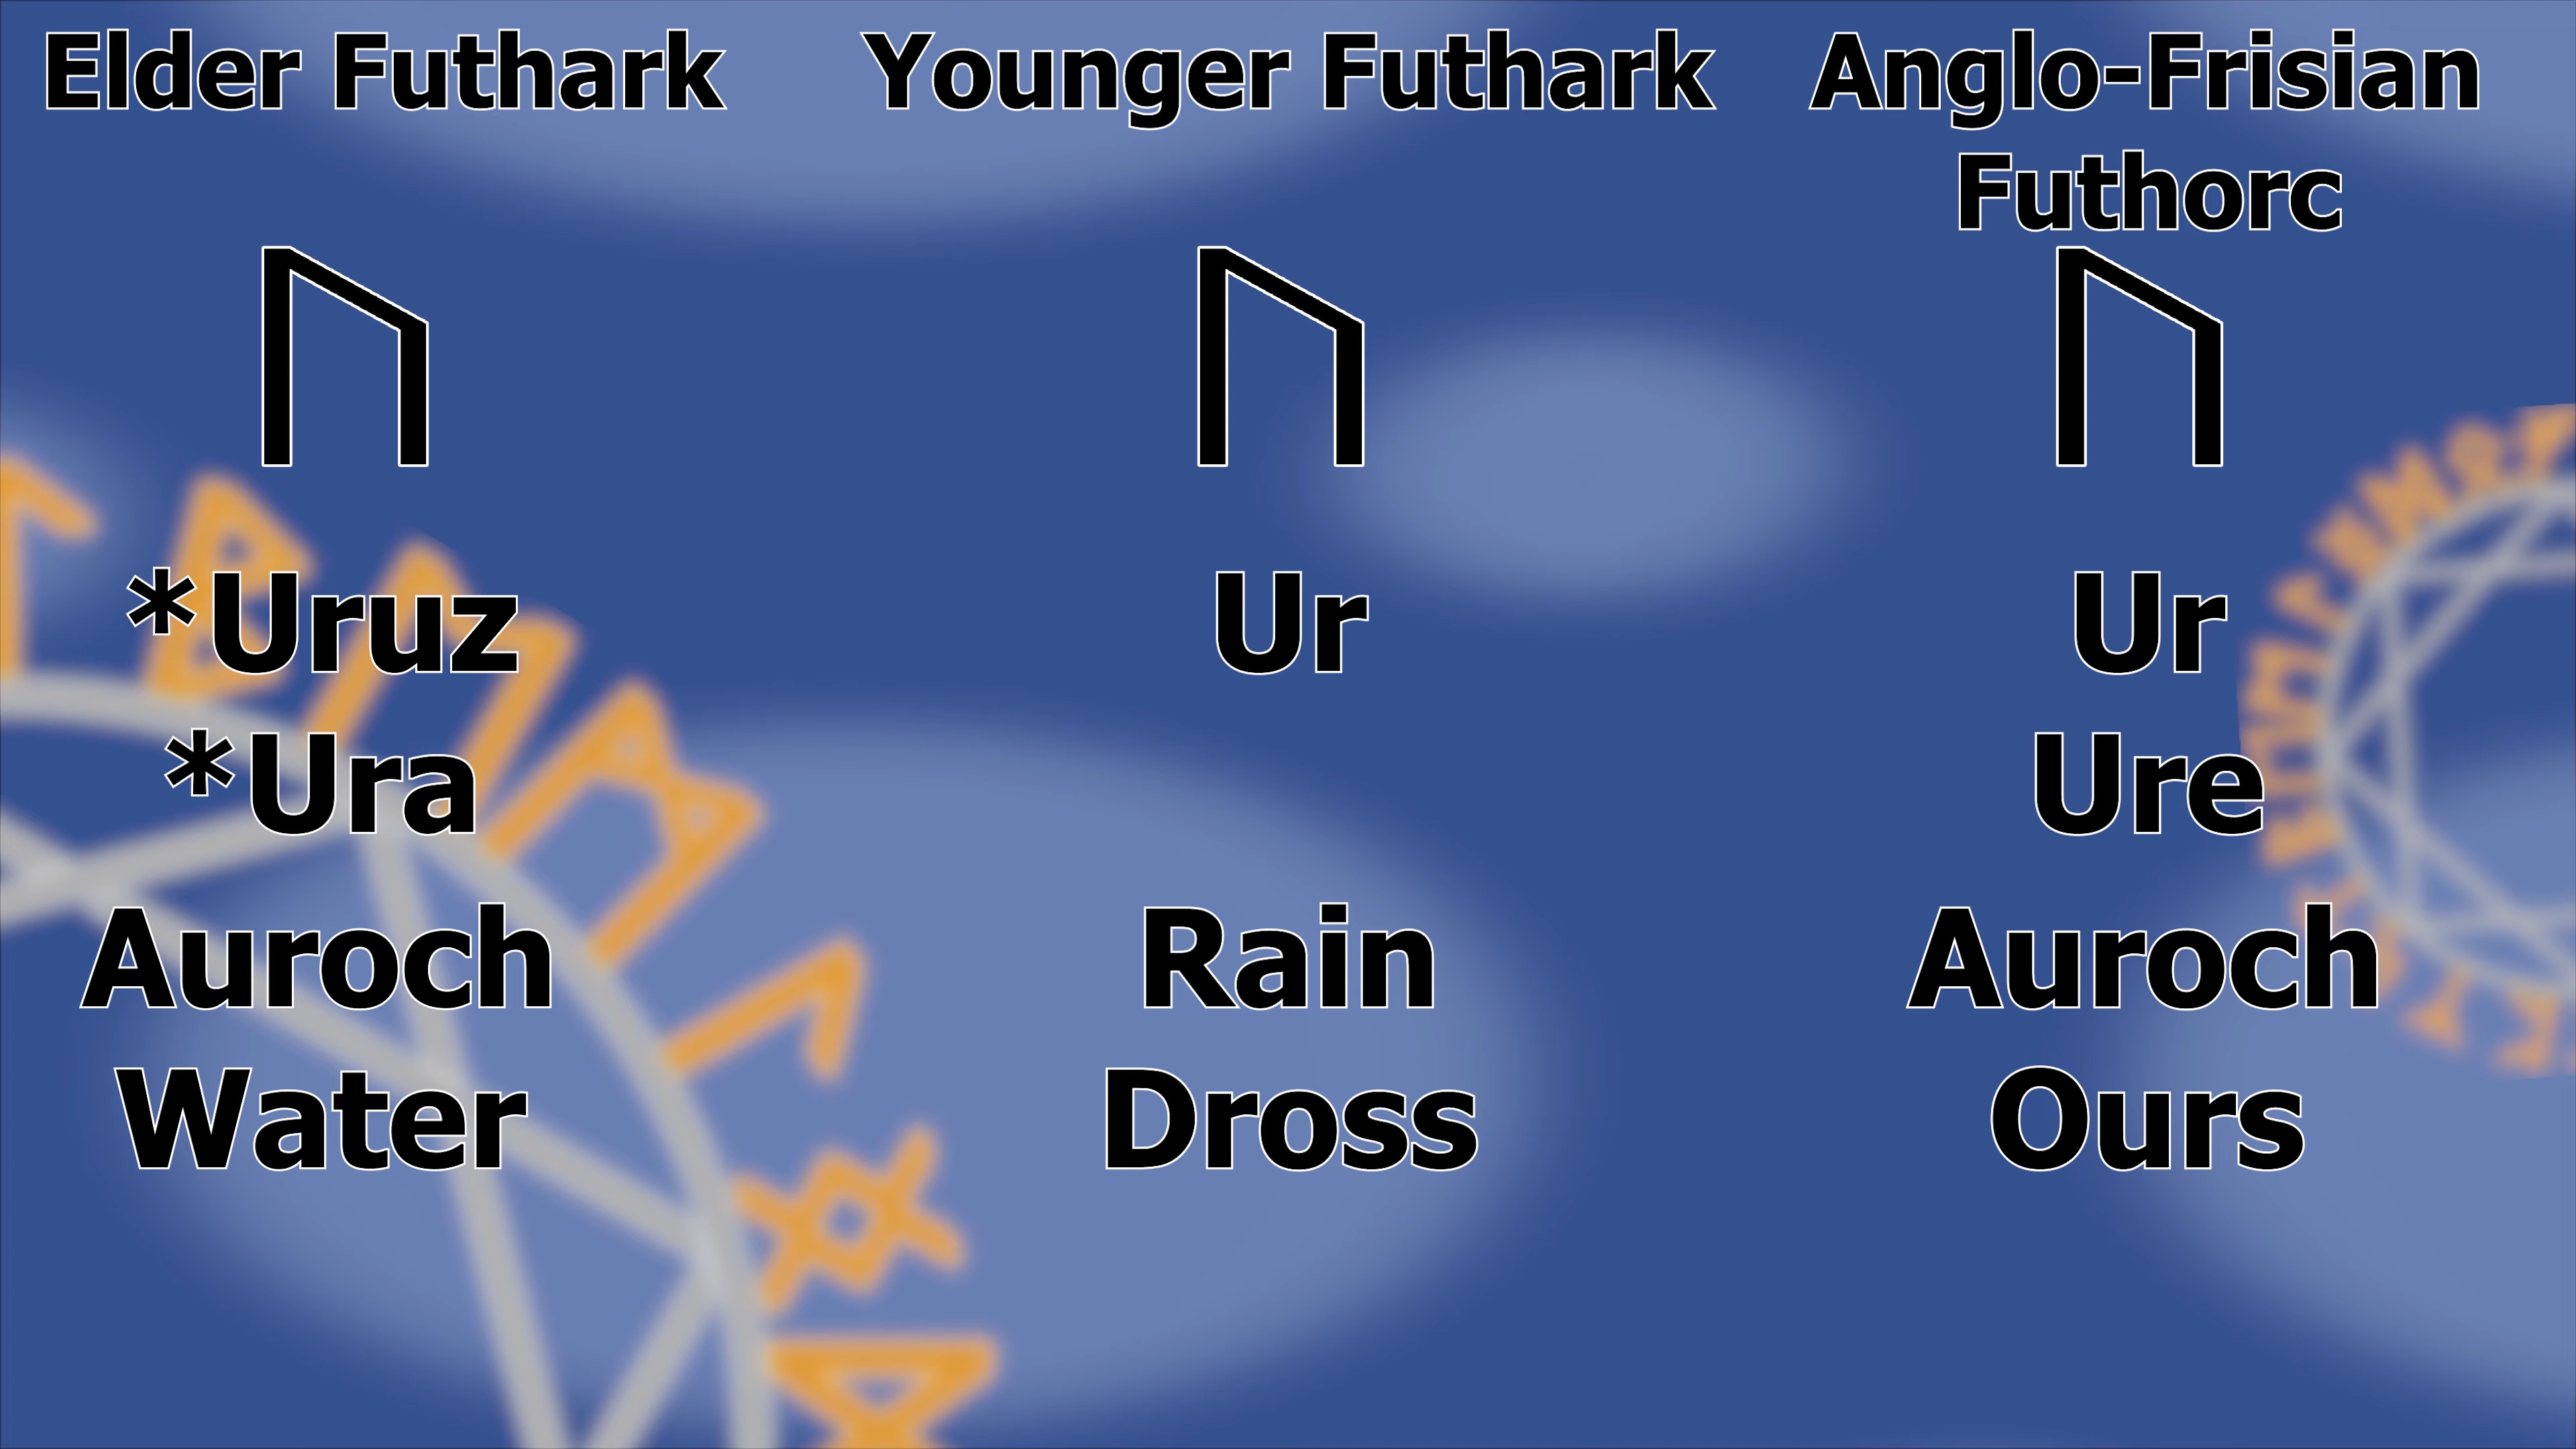 Elder Futhark
Younger Futhark
Anglo-Frisian
Futhorc
ᚢ
ᚢ
ᚢ
*Uruz
Ur
Ur
*Ura
Ure
Auroch
Rain
Auroch
Water
Dross
Ours